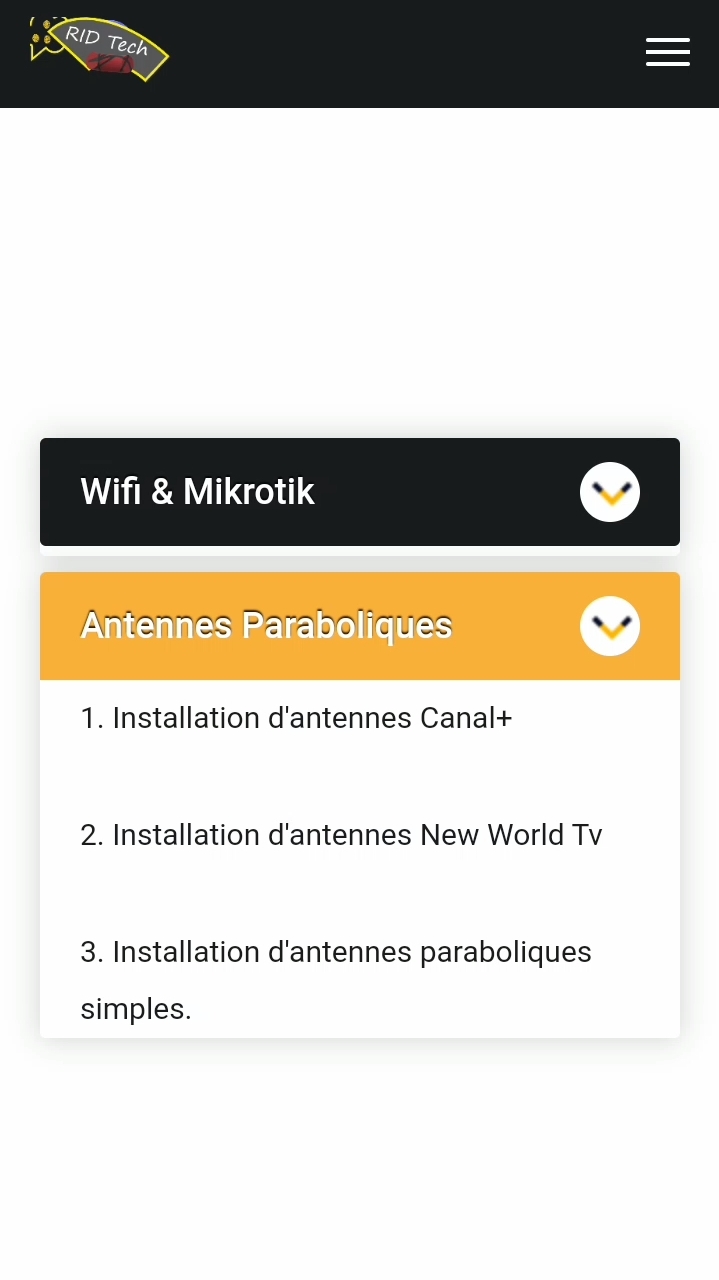 RID Tech
Wifi & Mikrotik
Antennes Paraboliques
1. Installation d'antennes Canal+
2. Installation d'antennes New World Tv
3. Installation d'antennes paraboliques
simples.